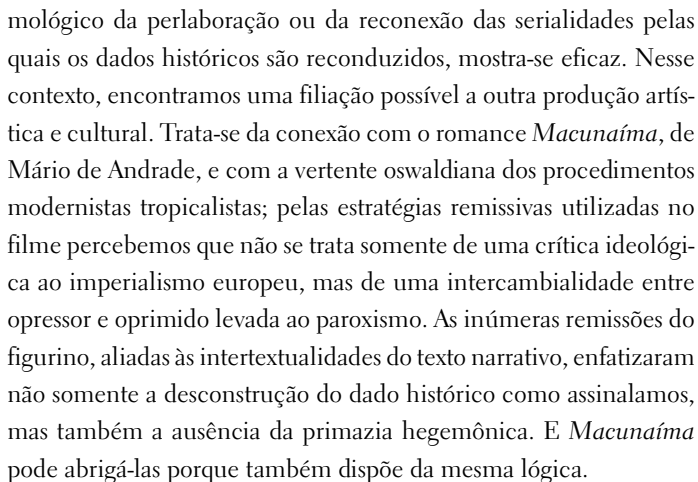 mológico da perlaboração ou da reconexão das serialidades pelas
quais os dados históricos são reconduzidos, mostra-se eficaz. Nesse
contexto, encontramos uma filiação possível a outra produção artís-
tica e cultural. Trata-se da conexão com o romance Macunaíma, de
Mário de Andrade, e com a vertente oswaldiana dos procedimentos
modernistas tropicalistas; pelas estratégias remissivas utilizadas no
filme percebemos que não se trata somente de uma crítica ideológi-
ca ao imperialismo europeu, mas de uma intercambialidade entre
opressor e oprimido levada ao paroxismo. As inúmeras remissões do
figurino, aliadas às intertextualidades do texto narrativo, enfatizaram
não somente a desconstrução do dado histórico como assinalamos,
mas também a ausência da primazia hegemônica. E Macunaíma
pode abrigá-las porque também dispõe da mesma lógica.